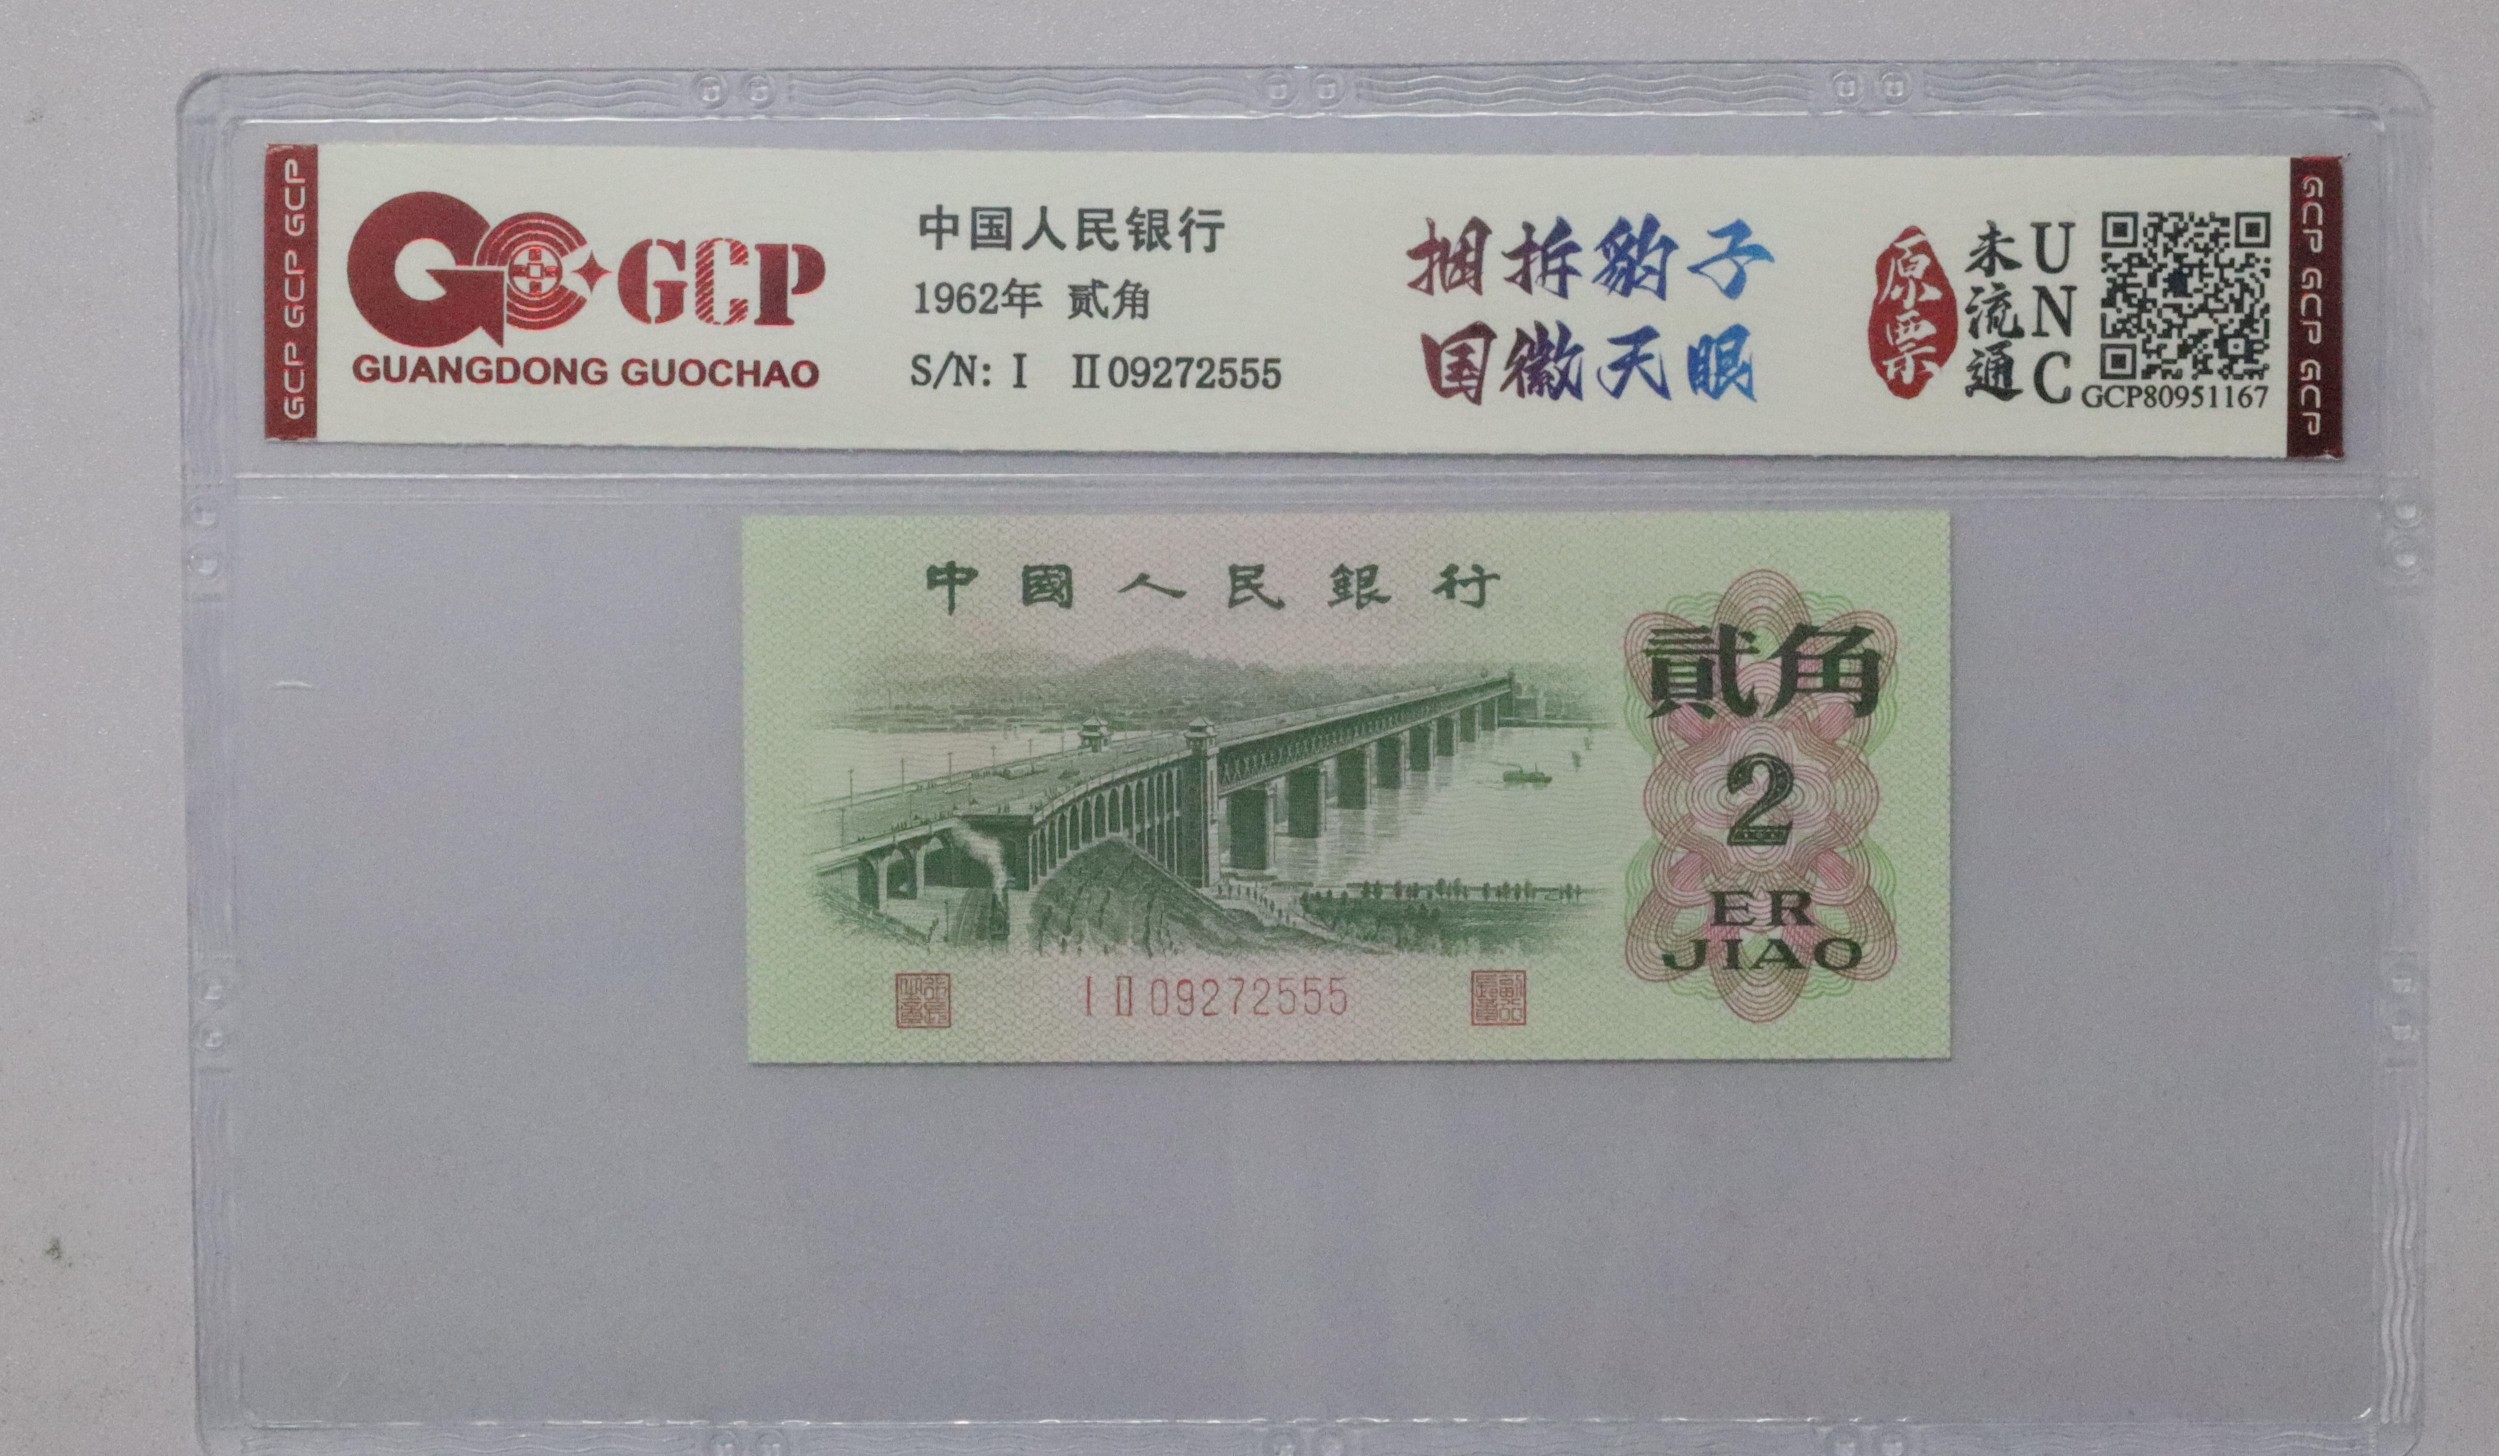 GCP GCP GCP
GCP
GUANGDONG GUOCHAO
中国人民银行
1962年 贰角
S/N: I II 09272555
捆拆豹子
国徽天眼
原票
未流通
UNC
GCP80951167
GCP GCP GCP
中國人民銀行
貳角
2
ER
JIAO
I II 09272555